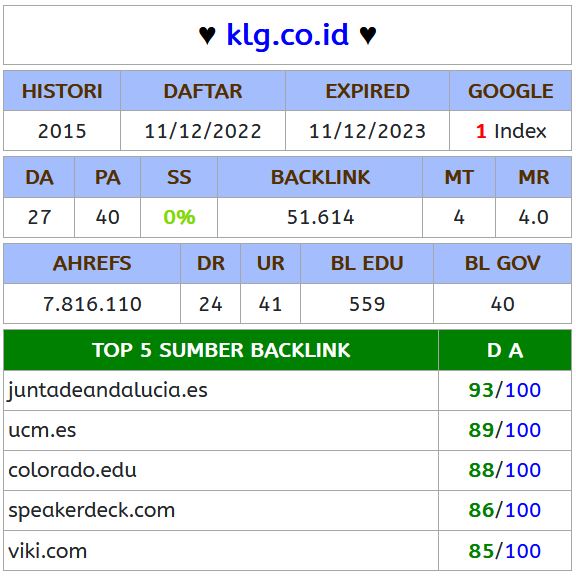 ♥ klg.co.id ♥
HISTORI DAFTAR EXPIRED GOOGLE
2015 11/12/2022 11/12/2023 1 Index
DA PA SS BACKLINK MT MR
27 40 0% 51.614 4 4.0
AHREFS DR UR BL EDU BL GOV
7.816.110 24 41 559 40
TOP 5 SUMBER BACKLINK D A
juntadeandalucia.es 93/100
ucm.es 89/100
colorado.edu 88/100
speakerdeck.com 86/100
viki.com 85/100